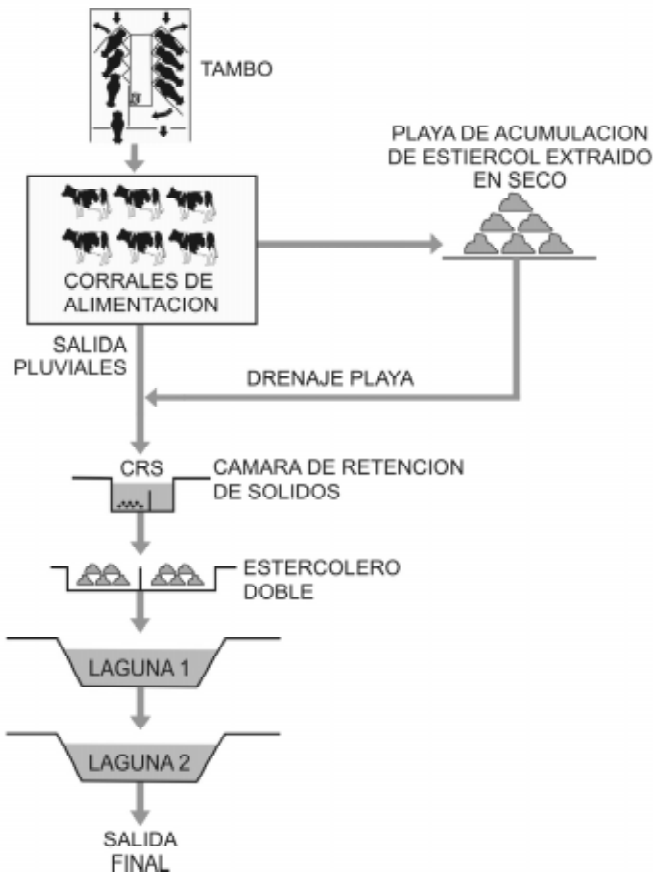 TAMBO
PLAYA DE ACUMULACION
DE ESTIERCOL EXTRAIDO
EN SECO
CORRALES DE
ALIMENTACION
SALIDA
PLUVIALES
DRENAJE PLAYA
CRS
CAMARA DE RETENCION
DE SOLIDOS
ESTERCOLERO
DOBLE
LAGUNA 1
LAGUNA 2
SALIDA
FINAL